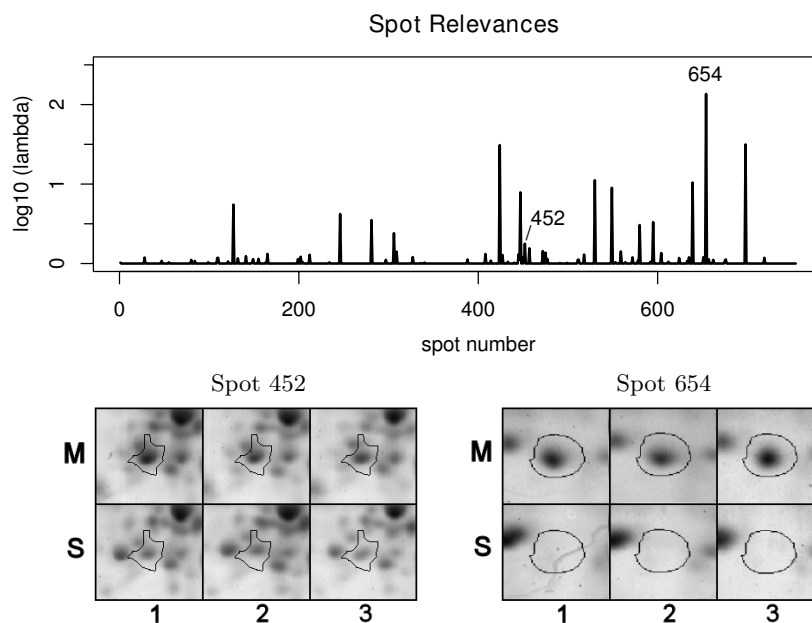 Spot Relevances
654
452
log10 (lambda)
2
1
0
0 200 400 600
spot number
Spot 452 Spot 654
M M
S S
1 2 3 1 2 3